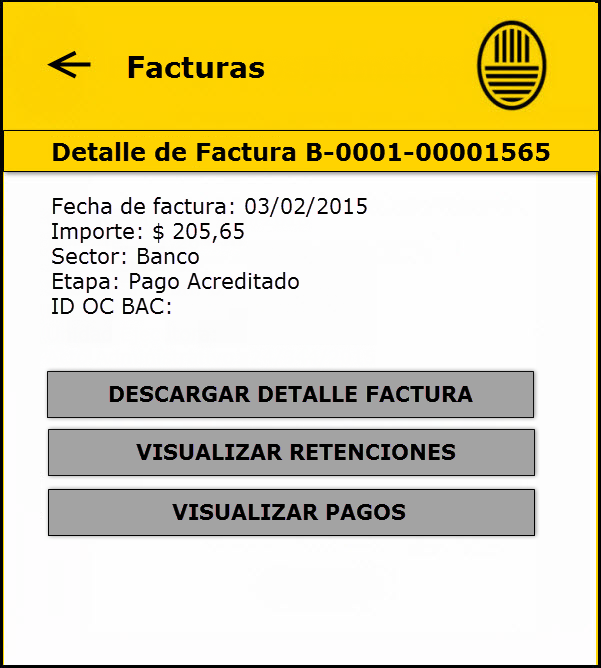 Facturas
Detalle de Factura B-0001-00001565
Fecha de factura: 03/02/2015
Importe: $ 205,65
Sector: Banco
Etapa: Pago Acreditado
ID OC BAC:
DESCARGAR DETALLE FACTURA
VISUALIZAR RETENCIONES
VISUALIZAR PAGOS